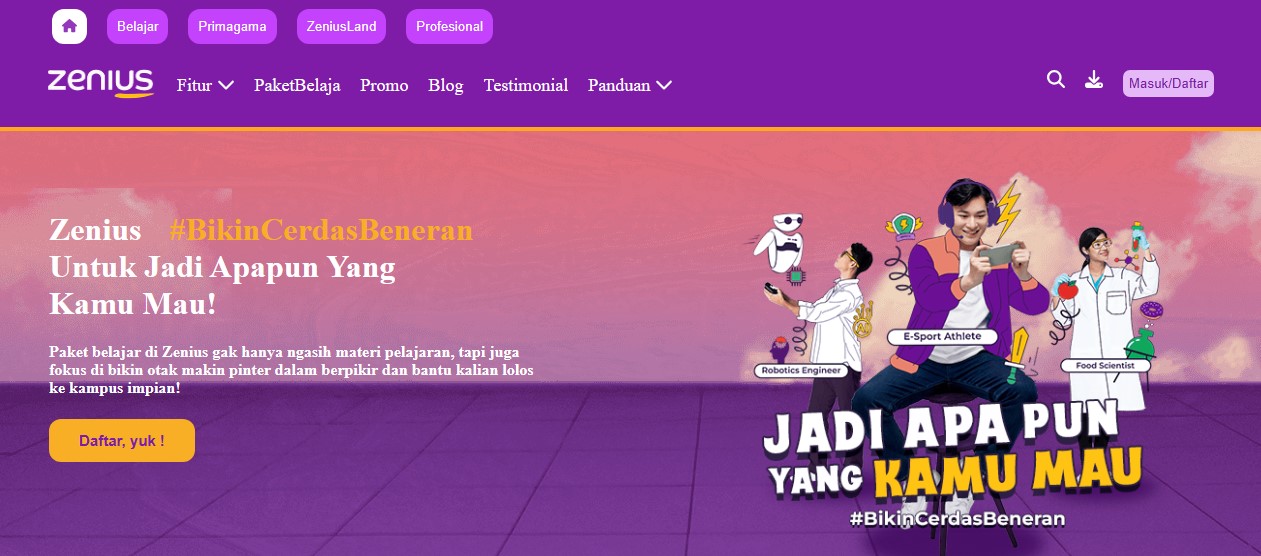 Belajar Primagama ZeniusLand Profesional
zenius Fitur PaketBelaja Promo Blog Testimonial Panduan Masuk/Daftar
Zenius #BikinCerdasBeneran
Untuk Jadi Apapun Yang
Kamu Mau!
Paket belajar di Zenius gak hanya ngasih materi pelajaran, tapi juga
fokus di bikin otak makin pinter dalam berpikir dan bantu kalian lolos
ke kampus impian!
Daftar, yuk !
E-Sport Athlete
Robotics Engineer
Food Scientist
JADI APA PUN
YANG KAMU MAU
#BikinCerdasBeneran